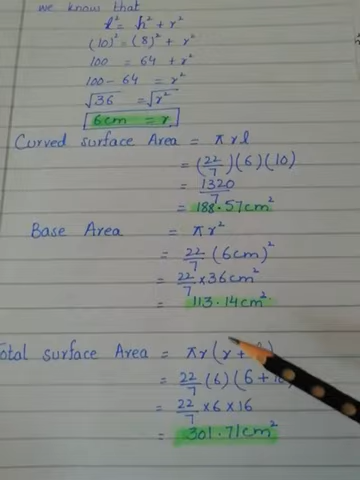 we know that
l² = h² + r²
(10)² = (8)² + r²
100 = 64 + r²
100 - 64 = r²
√36 = √r²
6cm = r
Curved surface Area = πrl
= (22/7)(6)(10)
= 1320/7
= 188.57cm²
Base Area = πr²
= 22/7 (6cm)²
= 22/7 × 36cm²
= 113.14cm²
Total surface Area = πr(r +
= 22/7 (6) (6 +
= 22/7 × 6 × 16
= 301.71cm²